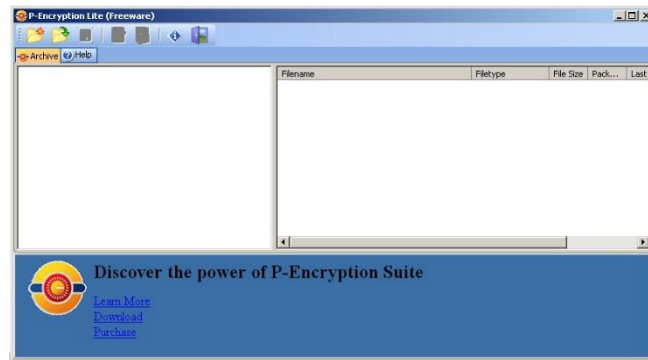 P-Encryption Lite (Freeware)
Archive Help
Filename Filetype File Size Pack... Last
Discover the power of P-Encryption Suite
Learn More
Download
Purchase